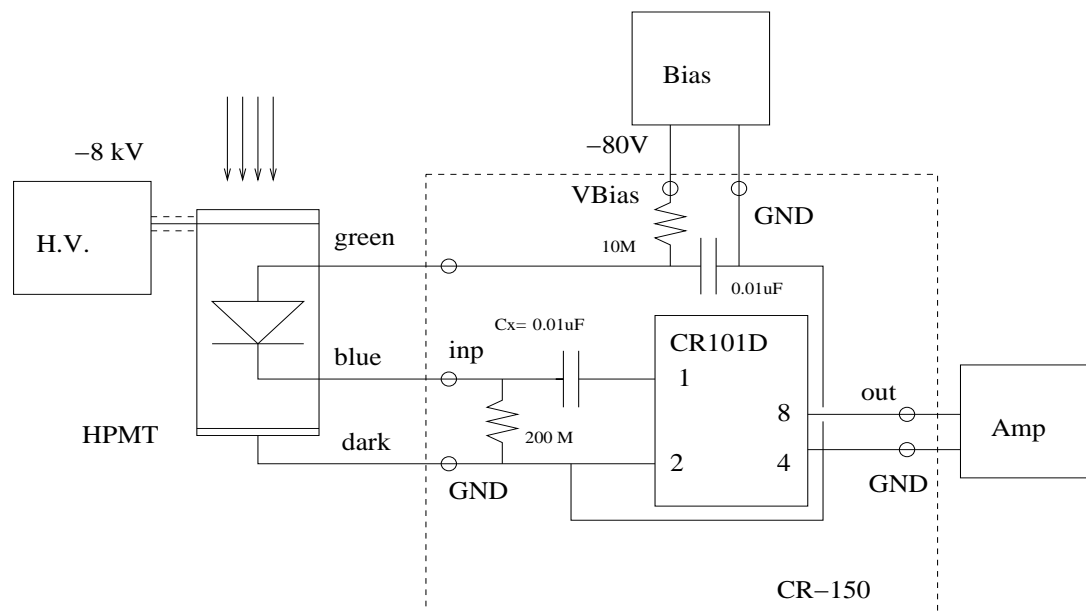 Bias
−80V
−8 kV
VBias
GND
H.V.
green
10M
0.01uF
Cx= 0.01uF
CR101D
inp
blue
1
out
8
HPMT
200 M
Amp
dark
2
4
GND
GND
CR−150